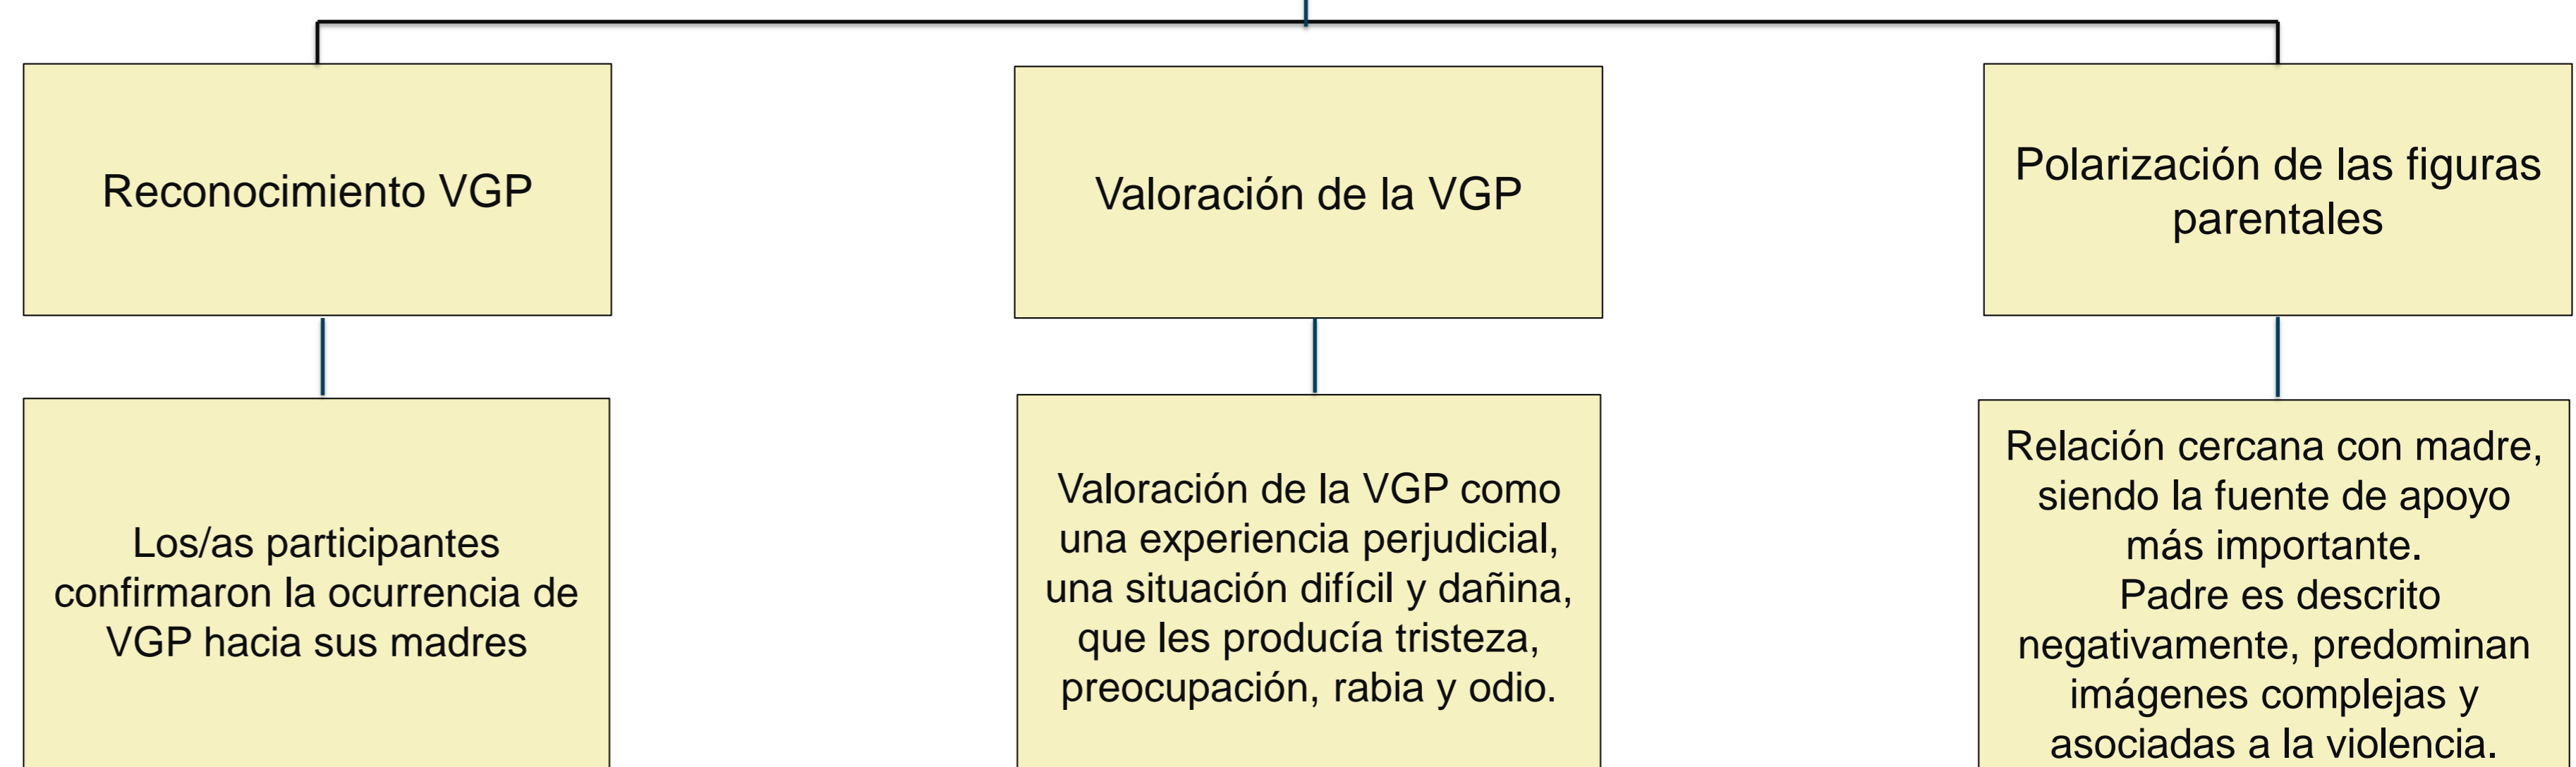 Reconocimiento VGP
Valoración de la VGP
Polarización de las figuras
parentales
Los/as participantes
confirmaron la ocurrencia de
VGP hacia sus madres
Valoración de la VGP como
una experiencia perjudicial,
una situación difícil y dañina,
que les producía tristeza,
preocupación, rabia y odio.
Relación cercana con madre,
siendo la fuente de apoyo
más importante.
Padre es descrito
negativamente, predominan
imágenes complejas y
asociadas a la violencia.